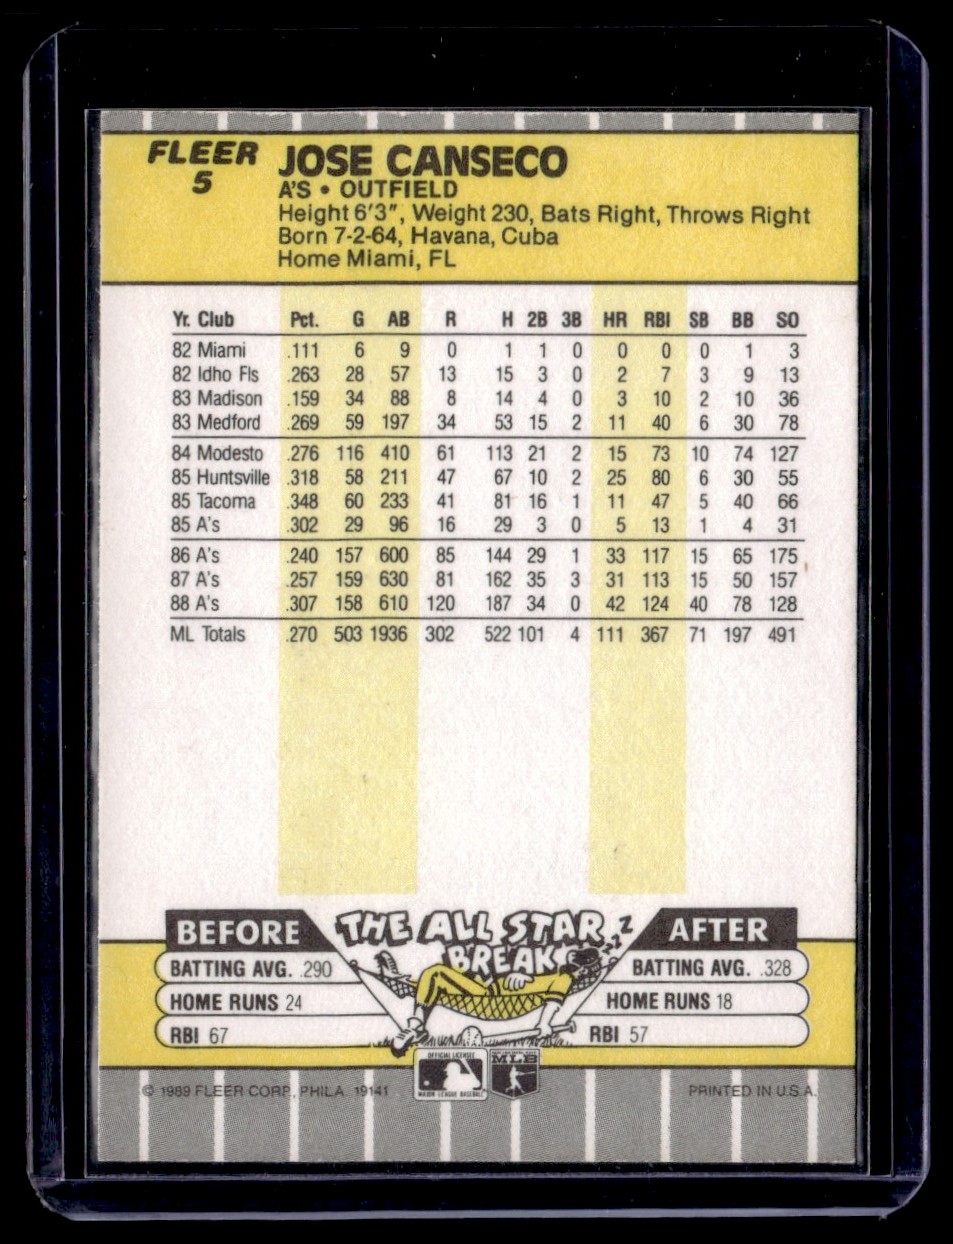 FLEER
5
JOSE CANSECO
A'S • OUTFIELD
Height 6'3", Weight 230, Bats Right, Throws Right
Born 7-2-64, Havana, Cuba
Home Miami, FL
Yr. Club Pct. G AB R H 2B 3B HR RBI SB BB SO
82 Miami .111 6 9 0 1 1 0 0 0 0 1 3
82 Idho Fls .263 28 57 13 15 3 0 2 7 3 9 13
83 Madison .159 34 88 8 14 4 0 3 10 2 10 36
83 Medford .269 59 197 34 53 15 2 11 40 6 30 78
84 Modesto .276 116 410 61 113 21 2 15 73 10 74 127
85 Huntsville .318 58 211 47 67 10 2 25 80 6 30 55
85 Tacoma .348 60 233 41 81 16 1 11 47 5 40 66
85 A's .302 29 96 16 29 3 0 5 13 1 4 31
86 A's .240 157 600 85 144 29 1 33 117 15 65 175
87 A's .257 159 630 81 162 35 3 31 113 15 50 157
88 A's .307 158 610 120 187 34 0 42 124 40 78 128
ML Totals .270 503 1936 302 522 101 4 111 367 71 197 491
THE ALL STAR BREAK
ZZZZ
BEFORE
BATTING AVG. .290
HOME RUNS 24
RBI 67
AFTER
BATTING AVG. .328
HOME RUNS 18
RBI 57
OFFICIAL LICENSEE
MAJOR LEAGUE BASEBALL
MLB
© 1989 FLEER CORP., PHILA. 19141
PRINTED IN U.S.A.